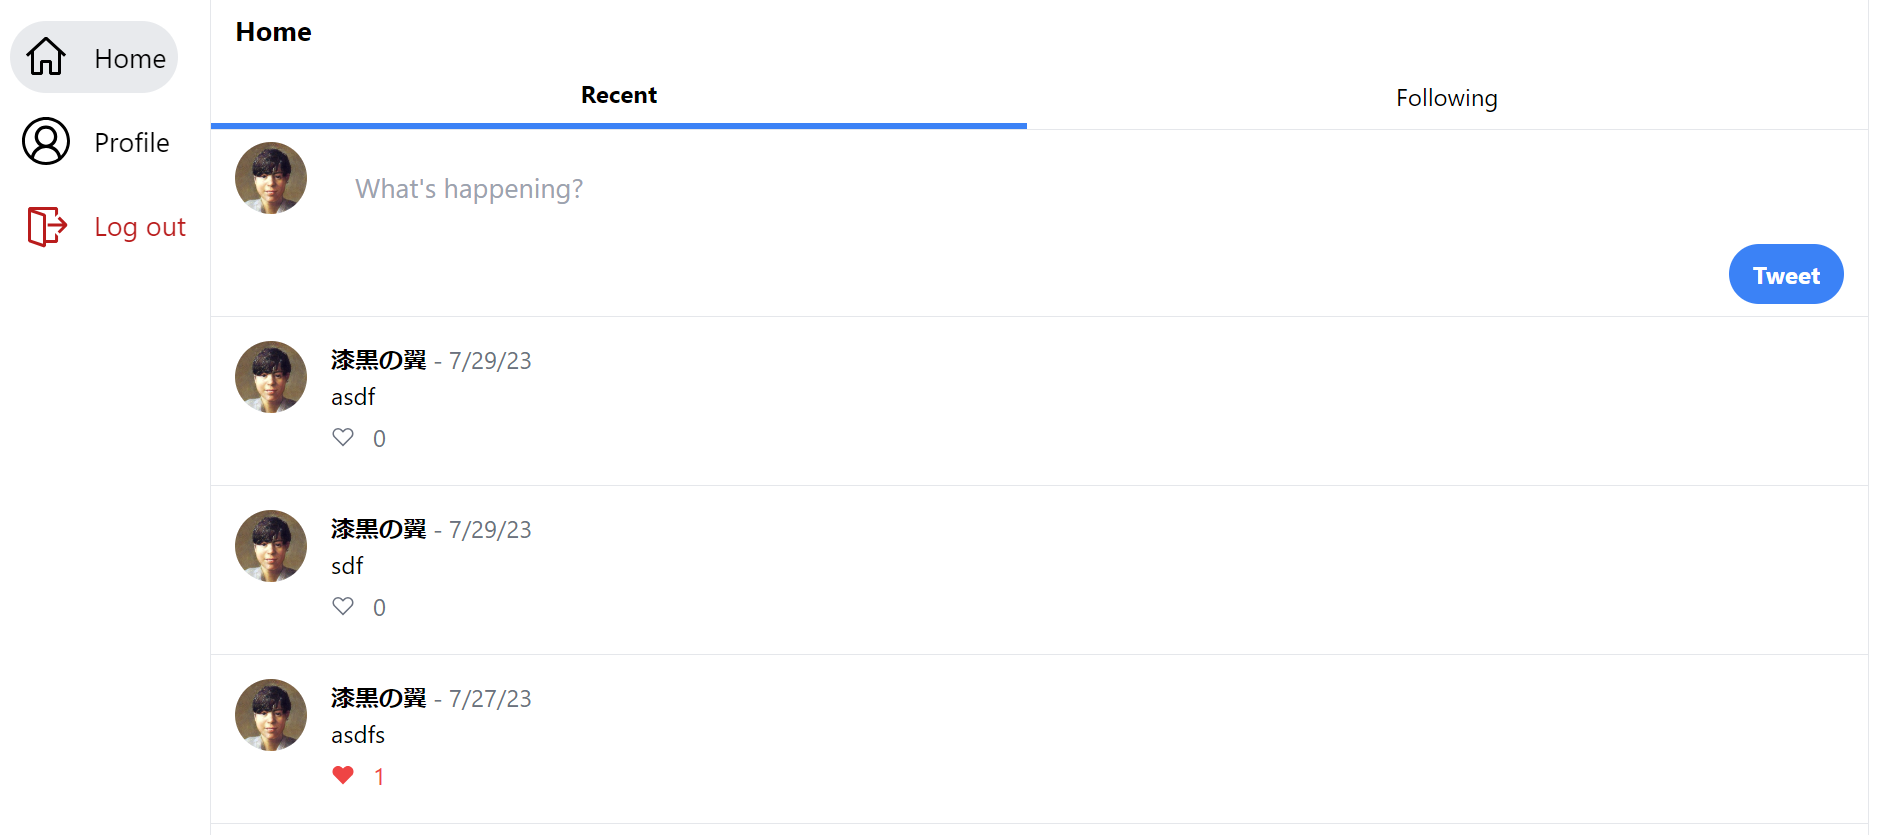 Home
Profile
Log out
Home
Recent
Following
What's happening?
Tweet
漆黒の翼 - 7/29/23
asdf
0
漆黒の翼 - 7/29/23
sdf
0
漆黒の翼 - 7/27/23
asdfs
1